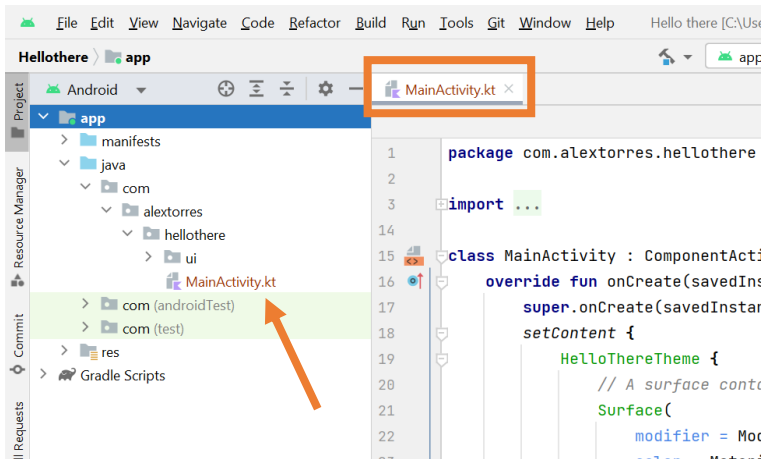 File Edit View Navigate Code Refactor Build Run Tools Git Window Help Hello there [C:\Use
Hellothere app
app
Project
Resource Manager
Commit
ll Requests
Android
app
manifests
java
com
alextorres
hellothere
ui
MainActivity.kt
com (androidTest)
com (test)
res
Gradle Scripts
MainActivity.kt
1 package com.alextorres.hellothere
2
3 import ...
14
15 class MainActivity : ComponentActi
16 override fun onCreate(savedIns
17 super.onCreate(savedInstan
18 setContent {
19 HelloThereTheme {
20 // A surface conta
21 Surface(
22 modifier = Mod